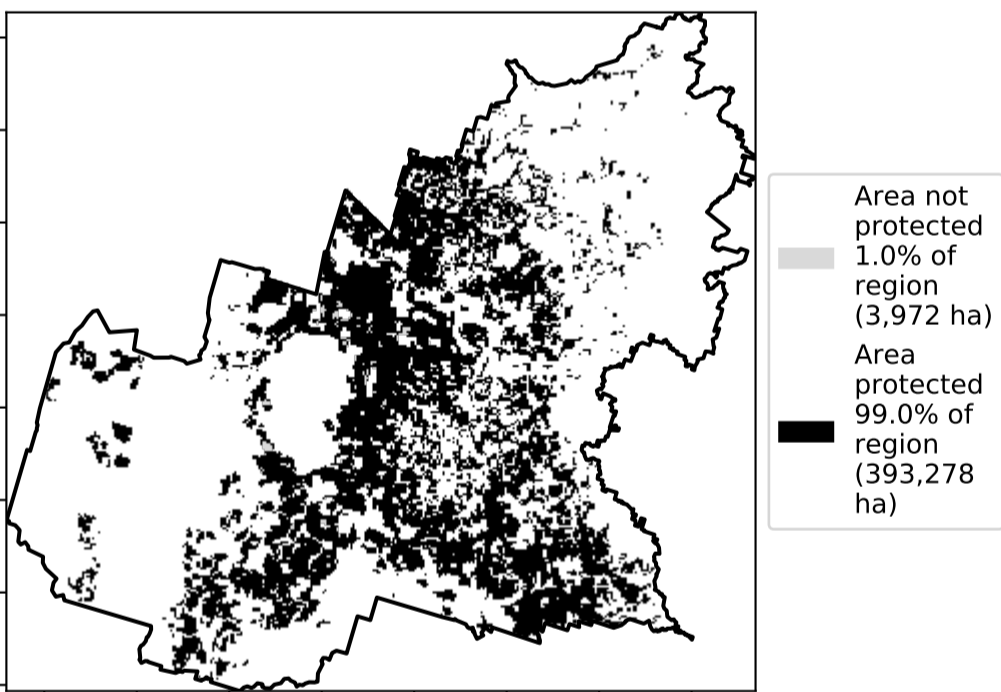 Area not
protected
1.0% of
region
(3,972 ha)
Area
protected
99.0% of
region
(393,278
ha)